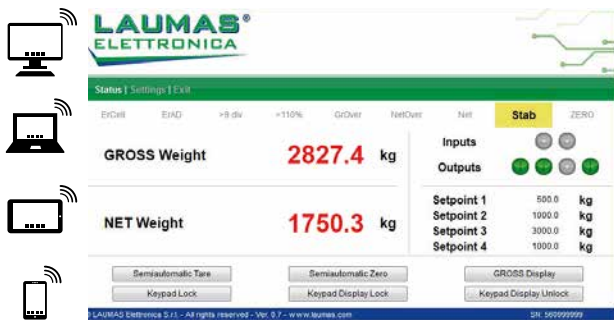 LAUMAS®
ELETTRONICA
Status | Settings | Exit
ErCell ErAD >9 div >110% GrOver NetOver Net Stab ZERO
GROSS Weight 2827.4 kg
Inputs
Outputs
NET Weight 1750.3 kg
Setpoint 1 500.0 kg
Setpoint 2 1000.0 kg
Setpoint 3 3000.0 kg
Setpoint 4 1000.0 kg
Semiautomatic Tare Semiautomatic Zero GROSS Display
Keypad Lock Keypad Display Lock Keypad Display Unlock
LAUMAS Elettronica S.r.l. - All rights reserved - Ver. 0.7 - www.laumas.com SN: 560999999